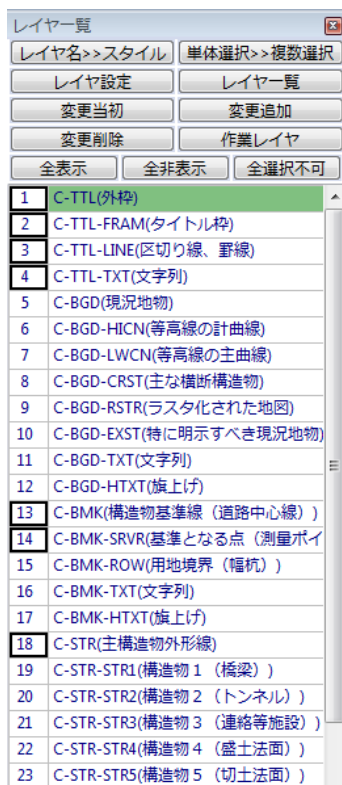 レイヤ一覧
レイヤ名>>スタイル 単体選択>>複数選択
レイヤ設定 レイヤ一覧
変更当初 変更追加
変更削除 作業レイヤ
全表示 全非表示 全選択不可
1 C-TTL(外枠)
2 C-TTL-FRAM(タイトル枠)
3 C-TTL-LINE(区切り線、罫線)
4 C-TTL-TXT(文字列)
5 C-BGD(現況地物)
6 C-BGD-HICN(等高線の計曲線)
7 C-BGD-LWCN(等高線の主曲線)
8 C-BGD-CRST(主な横断構造物)
9 C-BGD-RSTR(ラスタ化された地図)
10 C-BGD-EXST(特に明示すべき現況地物)
11 C-BGD-TXT(文字列)
12 C-BGD-HTXT(旗上げ)
13 C-BMK(構造物基準線（道路中心線）)
14 C-BMK-SRVR(基準となる点（測量ポイ
15 C-BMK-ROW(用地境界（幅杭）)
16 C-BMK-TXT(文字列)
17 C-BMK-HTXT(旗上げ)
18 C-STR(主構造物外形線)
19 C-STR-STR1(構造物１（橋梁）)
20 C-STR-STR2(構造物２（トンネル）)
21 C-STR-STR3(構造物３（連絡等施設）)
22 C-STR-STR4(構造物４（盛土法面）)
23 C-STR-STR5(構造物５（切土法面）)